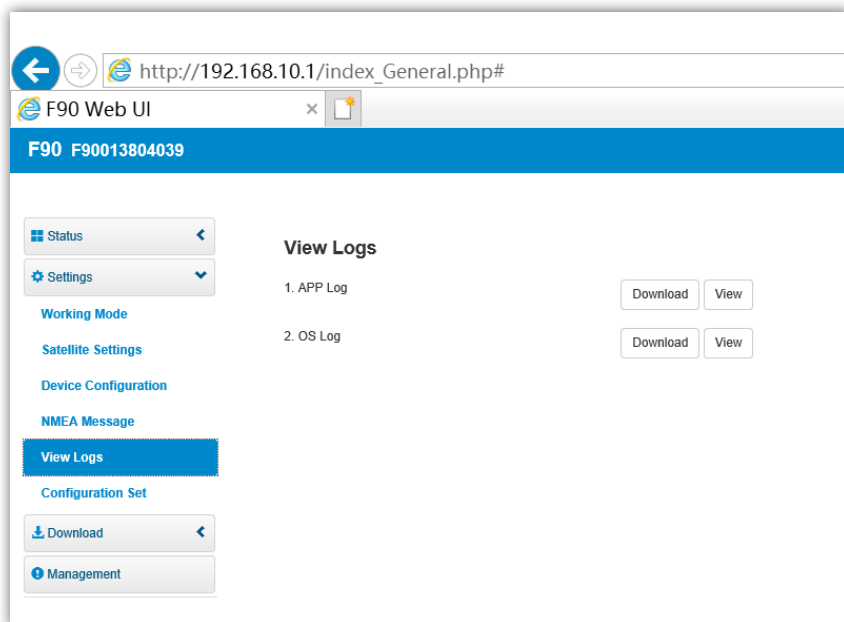 http://192.168.10.1/index_General.php#
F90 Web UI
F90 F90013804039
Status
Settings
Working Mode
Satellite Settings
Device Configuration
NMEA Message
View Logs
Configuration Set
Download
Management
View Logs
1. APP Log Download View
2. OS Log Download View